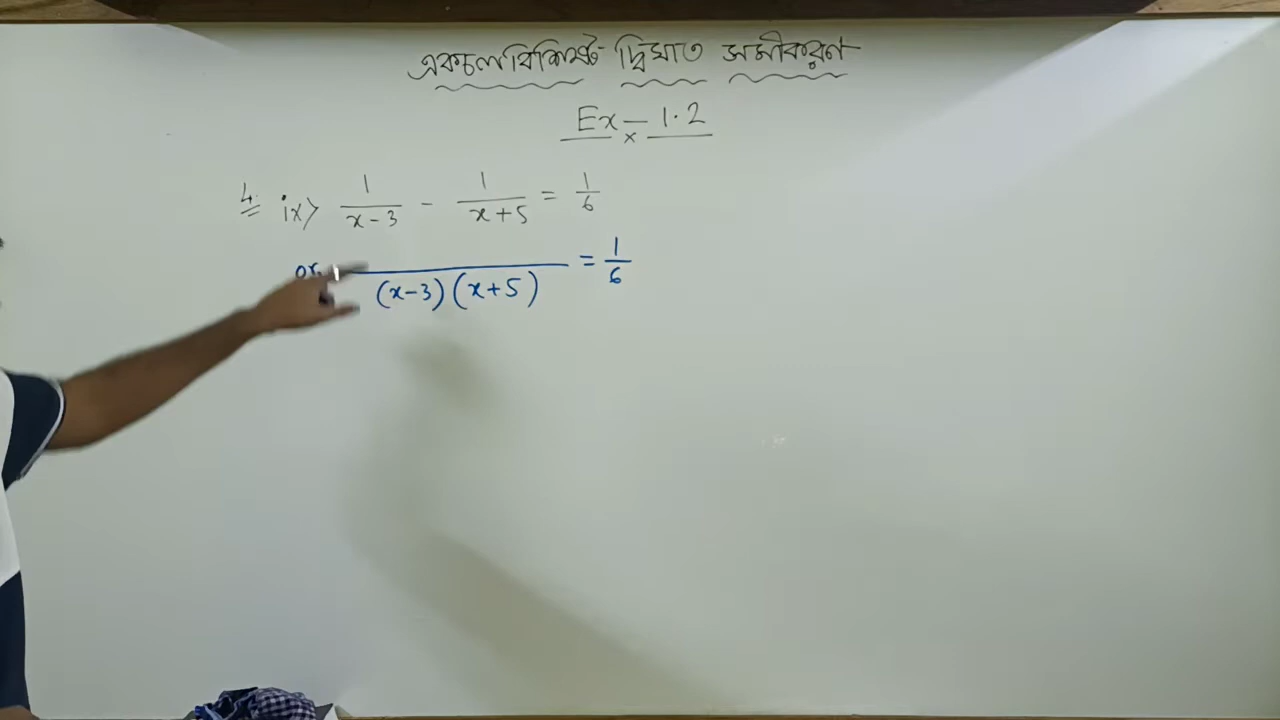 একচলবিশিষ্ট দ্বিঘাত সমীকরণ
Ex – 1.2
4. ix> 1/(x-3) - 1/(x+5) = 1/6
or, /((x-3)(x+5)) = 1/6